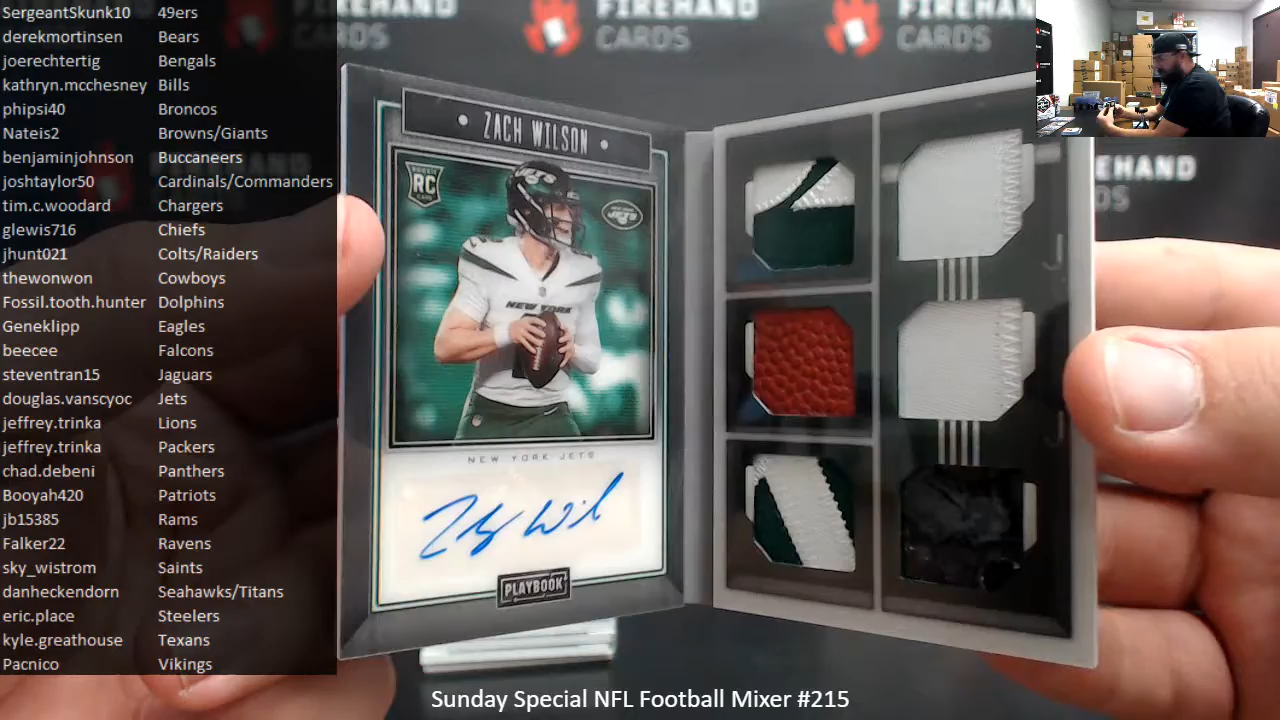 SergeantSkunk10 49ers
derekmortinsen Bears
joerechtertig Bengals
kathryn.mcchesney Bills
phipsi40 Broncos
Nateis2 Browns/Giants
benjaminjohnson Buccaneers
joshtaylor50 Cardinals/Commanders
tim.c.woodard Chargers
glewis716 Chiefs
jhunt021 Colts/Raiders
thewonwon Cowboys
Fossil.tooth.hunter Dolphins
Geneklipp Eagles
beecee Falcons
steventran15 Jaguars
douglas.vanscyoc Jets
jeffrey.trinka Lions
jeffrey.trinka Packers
chad.debeni Panthers
Booyah420 Patriots
jb15385 Rams
Falker22 Ravens
sky_wistrom Saints
danheckendorn Seahawks/Titans
eric.place Steelers
kyle.greathouse Texans
Pacnico Vikings
FIREHAND
CARDS
FIREHAND
CARDS
ZACH WILSON
RC
JETS
NEW YORK
NEW YORK JETS
PLAYBOOK
Sunday Special NFL Football Mixer #215